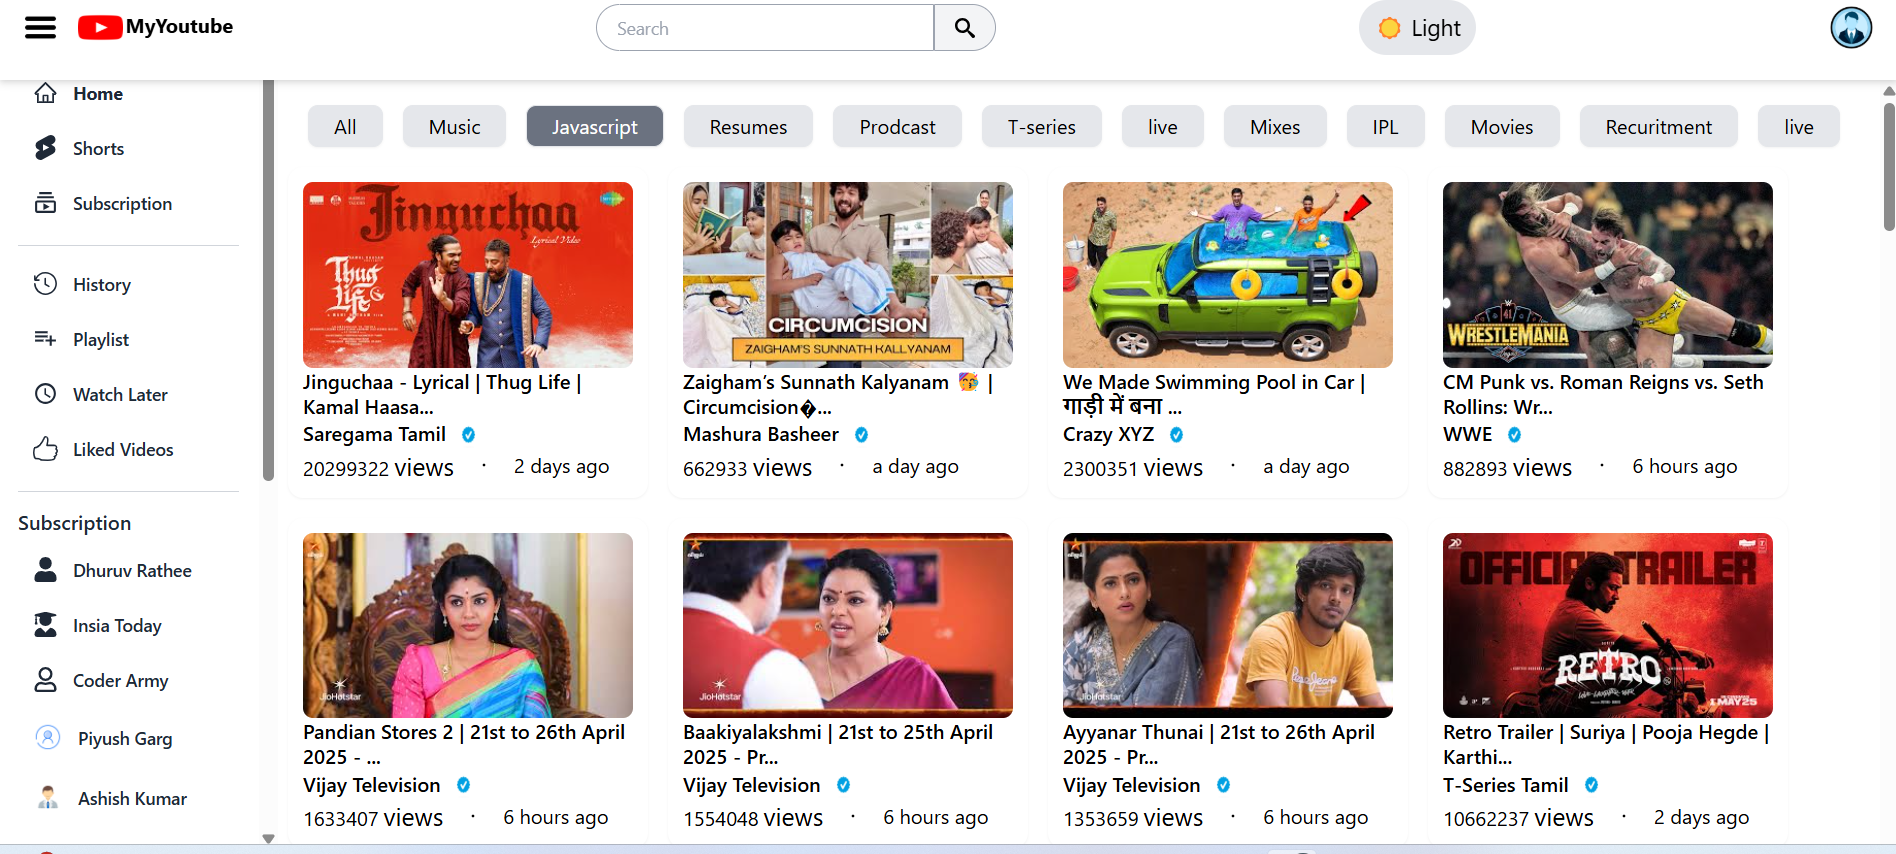 MyYoutube
Search
Light
Home
Shorts
Subscription
History
Playlist
Watch Later
Liked Videos
Subscription
Dhuruv Rathee
Insia Today
Coder Army
Piyush Garg
Ashish Kumar
All Music Javascript Resumes Prodcast T-series live Mixes IPL Movies Recuritment live
Jinguchaa
Lyrical Video
Thug
Life
Jinguchaa - Lyrical | Thug Life |
Kamal Haasa...
Saregama Tamil
20299322 views · 2 days ago
CIRCUMCISION
ZAIGHAM'S SUNNATH KALLYANAM
Zaigham’s Sunnath Kalyanam 🥳 |
Circumcision�...
Mashura Basheer
662933 views · a day ago
We Made Swimming Pool in Car |
गाड़ी में बना ...
Crazy XYZ
2300351 views · a day ago
41
WRESTLEMANIA
CM Punk vs. Roman Reigns vs. Seth
Rollins: Wr...
WWE
882893 views · 6 hours ago
JioHotstar
Pandian Stores 2 | 21st to 26th April
2025 - ...
Vijay Television
1633407 views · 6 hours ago
JioHotstar
Baakiyalakshmi | 21st to 25th April
2025 - Pr...
Vijay Television
1554048 views · 6 hours ago
JioHotstar
Ayyanar Thunai | 21st to 26th April
2025 - Pr...
Vijay Television
1353659 views · 6 hours ago
OFFICIAL TRAILER
RETRO
1 MAY25
Retro Trailer | Suriya | Pooja Hegde |
Karthi...
T-Series Tamil
10662237 views · 2 days ago